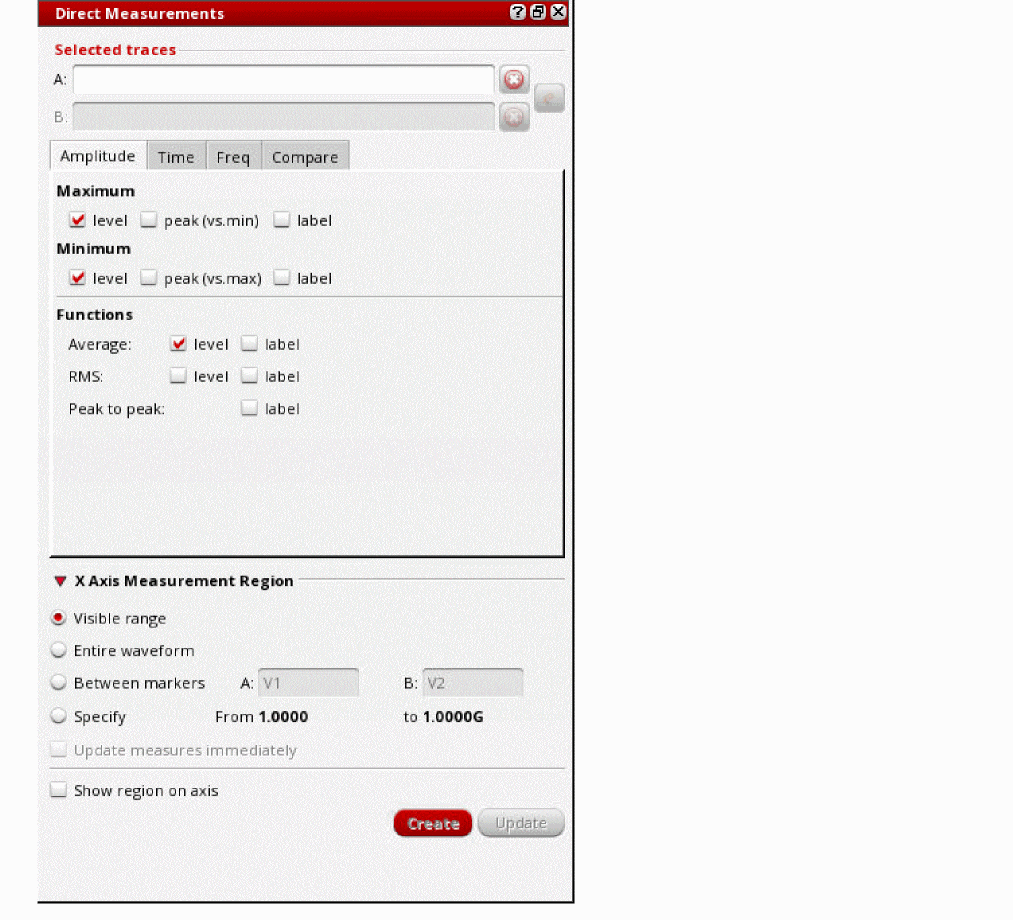 Direct Measurements
Selected traces
A:
B:
Amplitude Time Freq Compare
Maximum
level peak (vs.min) label
Minimum
level peak (vs.max) label
Functions
Average: level label
RMS: level label
Peak to peak: label
X Axis Measurement Region
Visible range
Entire waveform
Between markers A: V1 B: V2
Specify From 1.0000 to 1.0000G
Update measures immediately
Show region on axis
Create Update